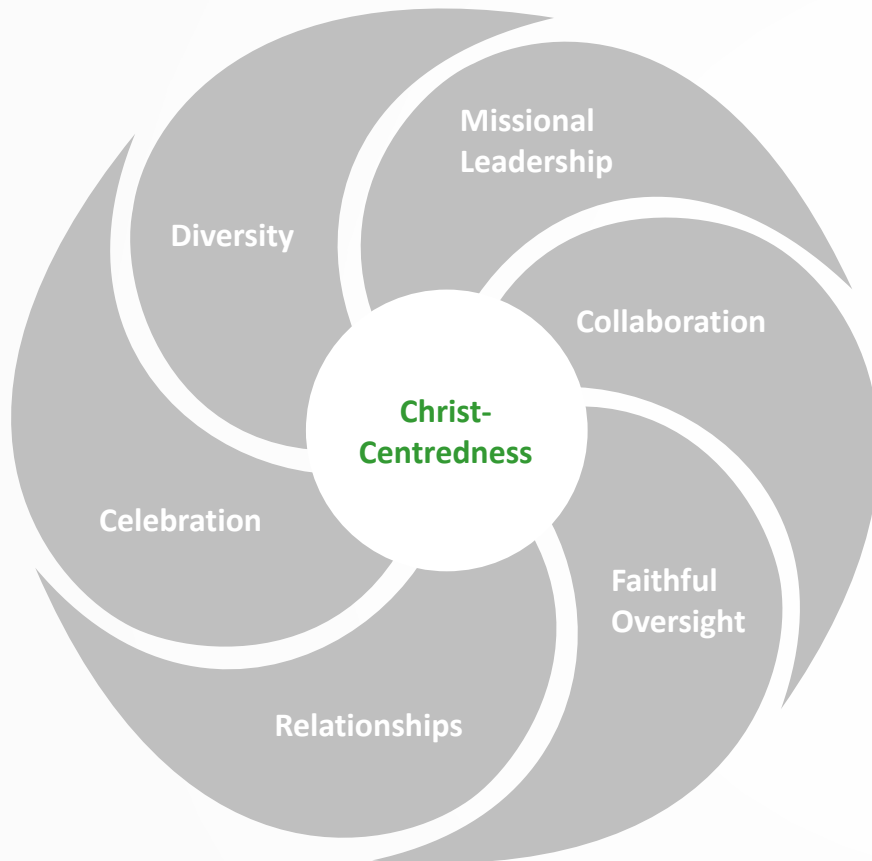 Missional
Leadership
Diversity
Collaboration
Christ-
Centredness
Celebration
Faithful
Oversight
Relationships